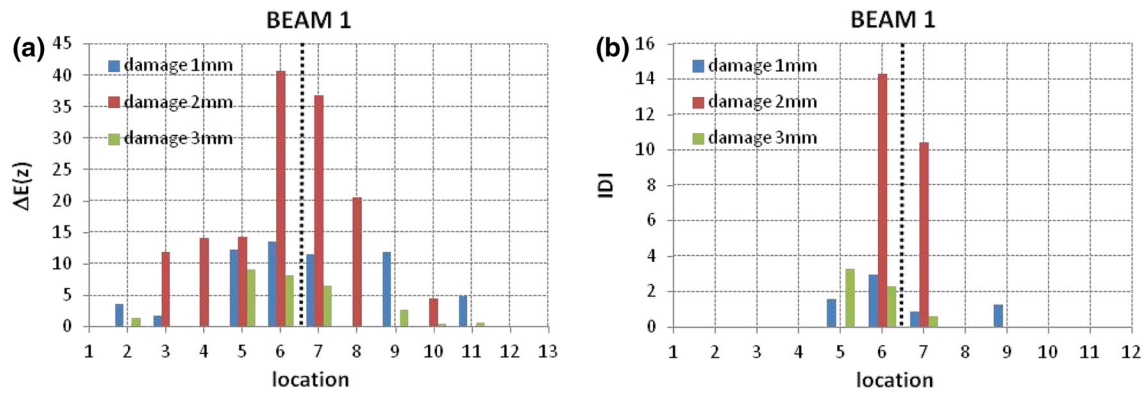 BEAM 1
(a)
45
40
35
30
25
20
15
10
5
0
ΔE(z)
damage 1mm
damage 2mm
damage 3mm
1 2 3 4 5 6 7 8 9 10 11 12 13
location
BEAM 1
(b)
16
14
12
10
8
6
4
2
0
IDI
damage 1mm
damage 2mm
damage 3mm
1 2 3 4 5 6 7 8 9 10 11 12
location